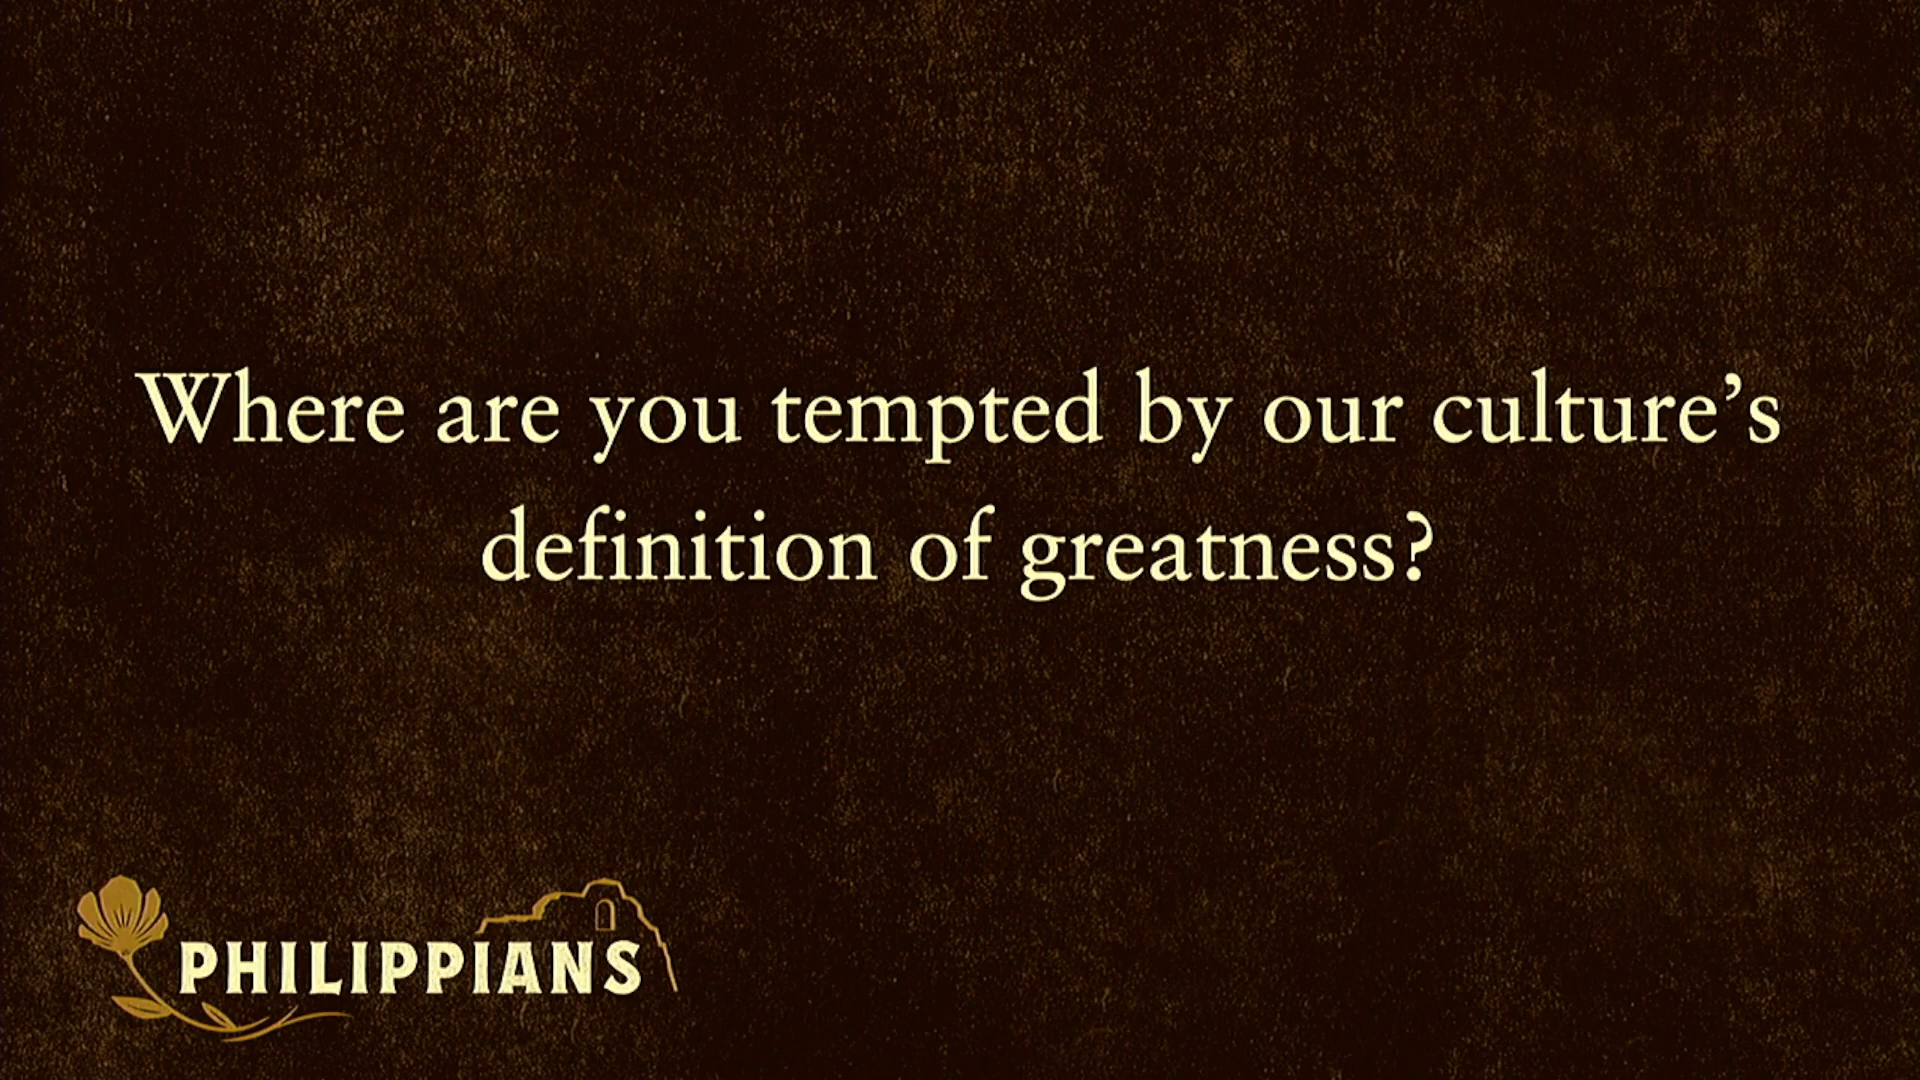 Where are you tempted by our culture’s
definition of greatness?
PHILIPPIANS